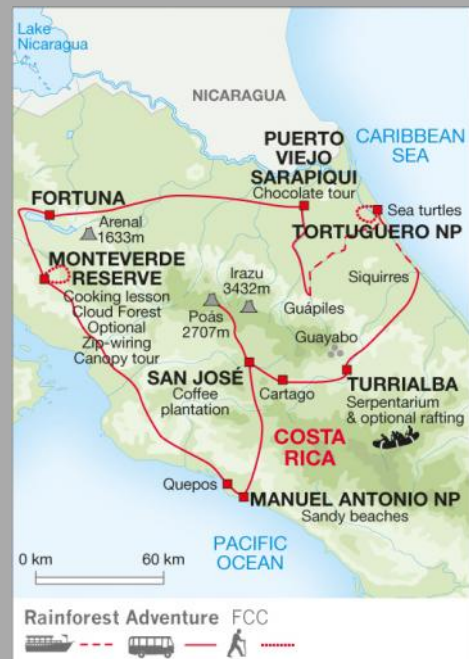 Lake
Nicaragua
NICARAGUA
PUERTO
VIEJO
SARAPIQUI
Chocolate tour
CARIBBEAN
SEA
FORTUNA
Arenal
1633m
Sea turtles
TORTUGUERO NP
MONTEVERDE
RESERVE
Cooking lesson
Cloud Forest
Optional
Zip-wiring
Canopy tour
Irazu
3432m
Poás
2707m
Siquirres
Guápiles
Guayabo
SAN JOSÉ
Coffee
plantation
Cartago
TURRIALBA
Serpentarium
& optional rafting
COSTA
RICA
Quepos
MANUEL ANTONIO NP
Sandy beaches
PACIFIC
OCEAN
0 km 60 km
Rainforest Adventure FCC